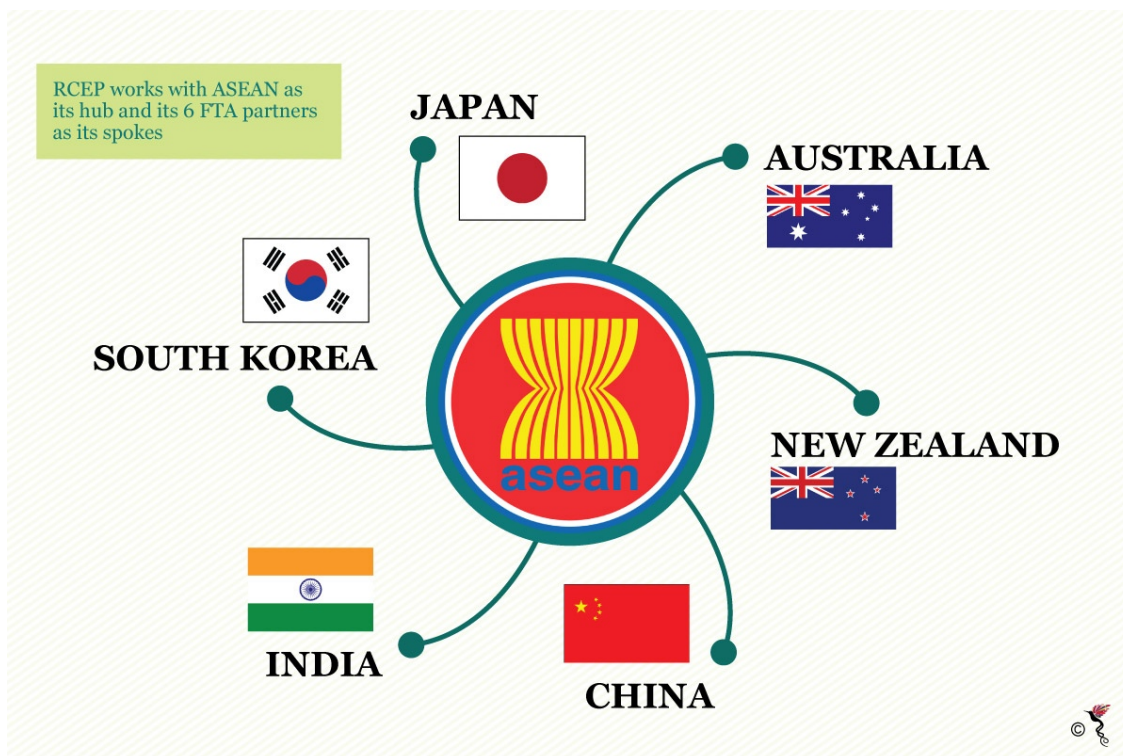 RCEP works with ASEAN as
its hub and its 6 FTA partners
as its spokes
JAPAN
AUSTRALIA
SOUTH KOREA
NEW ZEALAND
asean
INDIA
CHINA
©